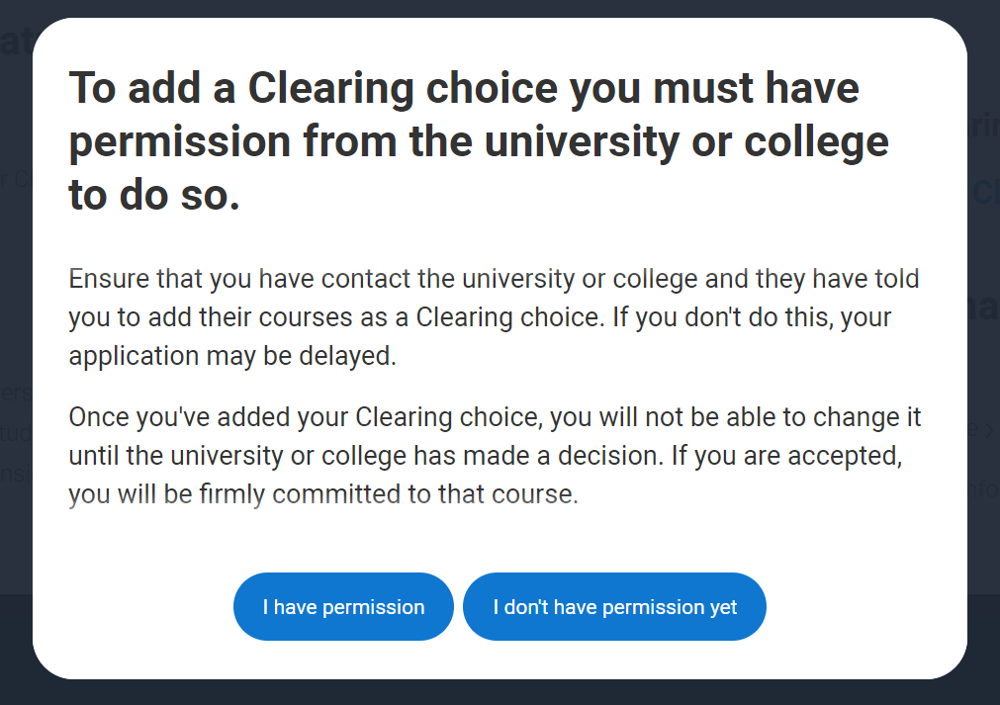 To add a Clearing choice you must have
permission from the university or college
to do so.
Ensure that you have contact the university or college and they have told
you to add their courses as a Clearing choice. If you don't do this, your
application may be delayed.
Once you've added your Clearing choice, you will not be able to change it
until the university or college has made a decision. If you are accepted,
you will be firmly committed to that course.
I have permission
I don't have permission yet